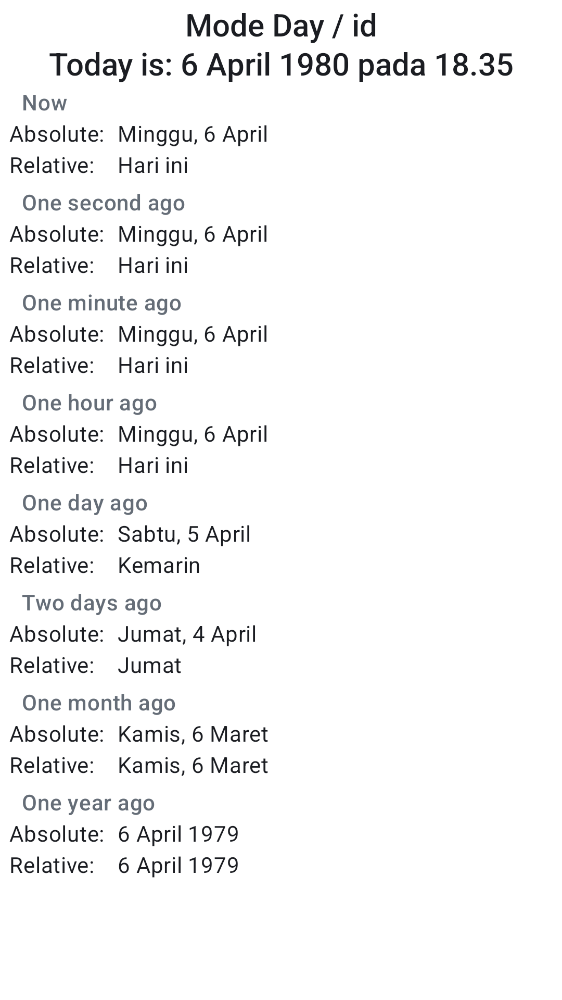 Mode Day / id
Today is: 6 April 1980 pada 18.35
Now
Absolute: Minggu, 6 April
Relative: Hari ini
One second ago
Absolute: Minggu, 6 April
Relative: Hari ini
One minute ago
Absolute: Minggu, 6 April
Relative: Hari ini
One hour ago
Absolute: Minggu, 6 April
Relative: Hari ini
One day ago
Absolute: Sabtu, 5 April
Relative: Kemarin
Two days ago
Absolute: Jumat, 4 April
Relative: Jumat
One month ago
Absolute: Kamis, 6 Maret
Relative: Kamis, 6 Maret
One year ago
Absolute: 6 April 1979
Relative: 6 April 1979